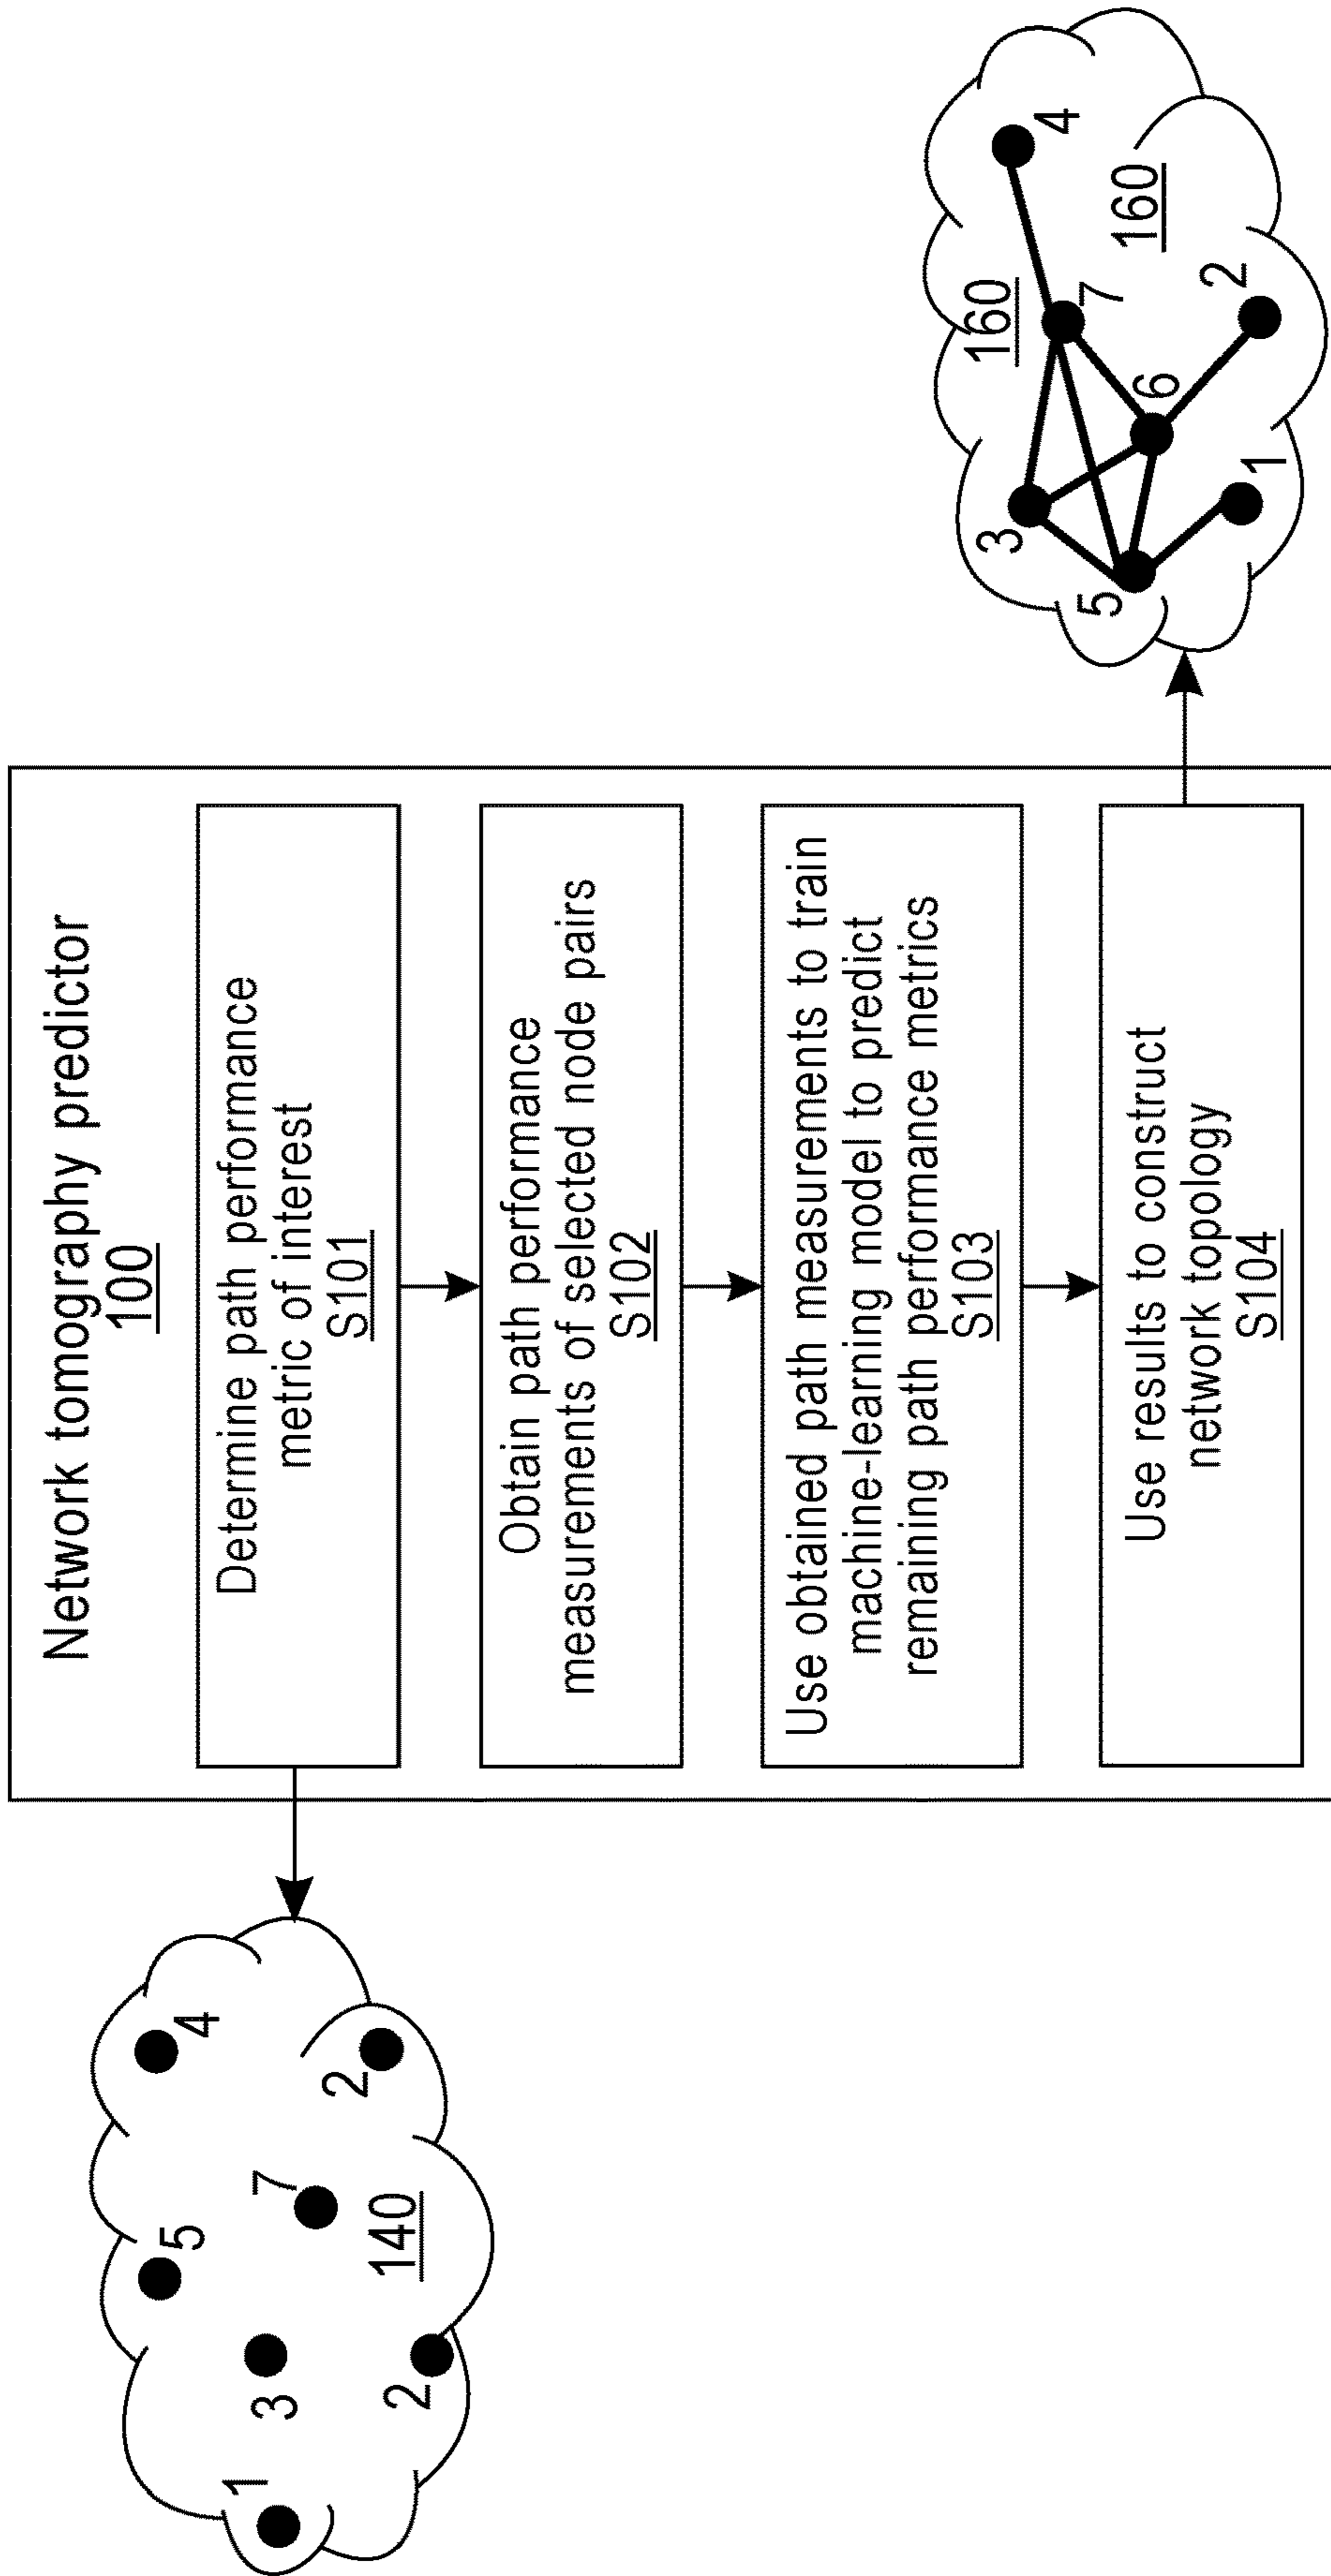 Network tomography predictor
100
Determine path performance
metric of interest
S101
Obtain path performance
measurements of selected node pairs
S102
Use obtained path measurements to train
machine-learning model to predict
remaining path performance metrics
S103
Use results to construct
network topology
S104
1
3
5
4
7
2
2
140
3
160
4
7
5
6
160
2
1